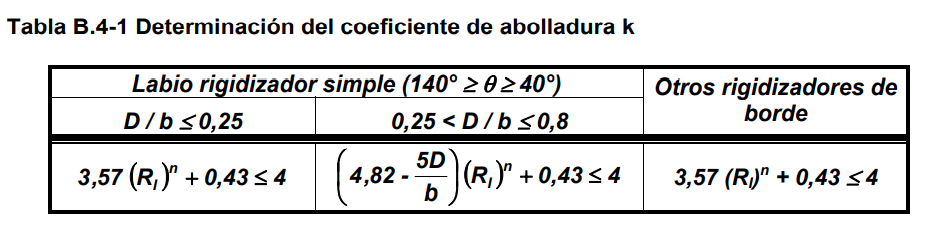 Tabla B.4-1 Determinación del coeficiente de abolladura k
Labio rigidizador simple (140º ≥ θ ≥ 40º)
Otros rigidizadores de borde
D / b ≤ 0,25
0,25 < D / b ≤ 0,8
3,57 (R_I)^n + 0,43 ≤ 4
(4,82 - 5D/b) (R_I)^n + 0,43 ≤ 4
3,57 (R_I)^n + 0,43 ≤ 4